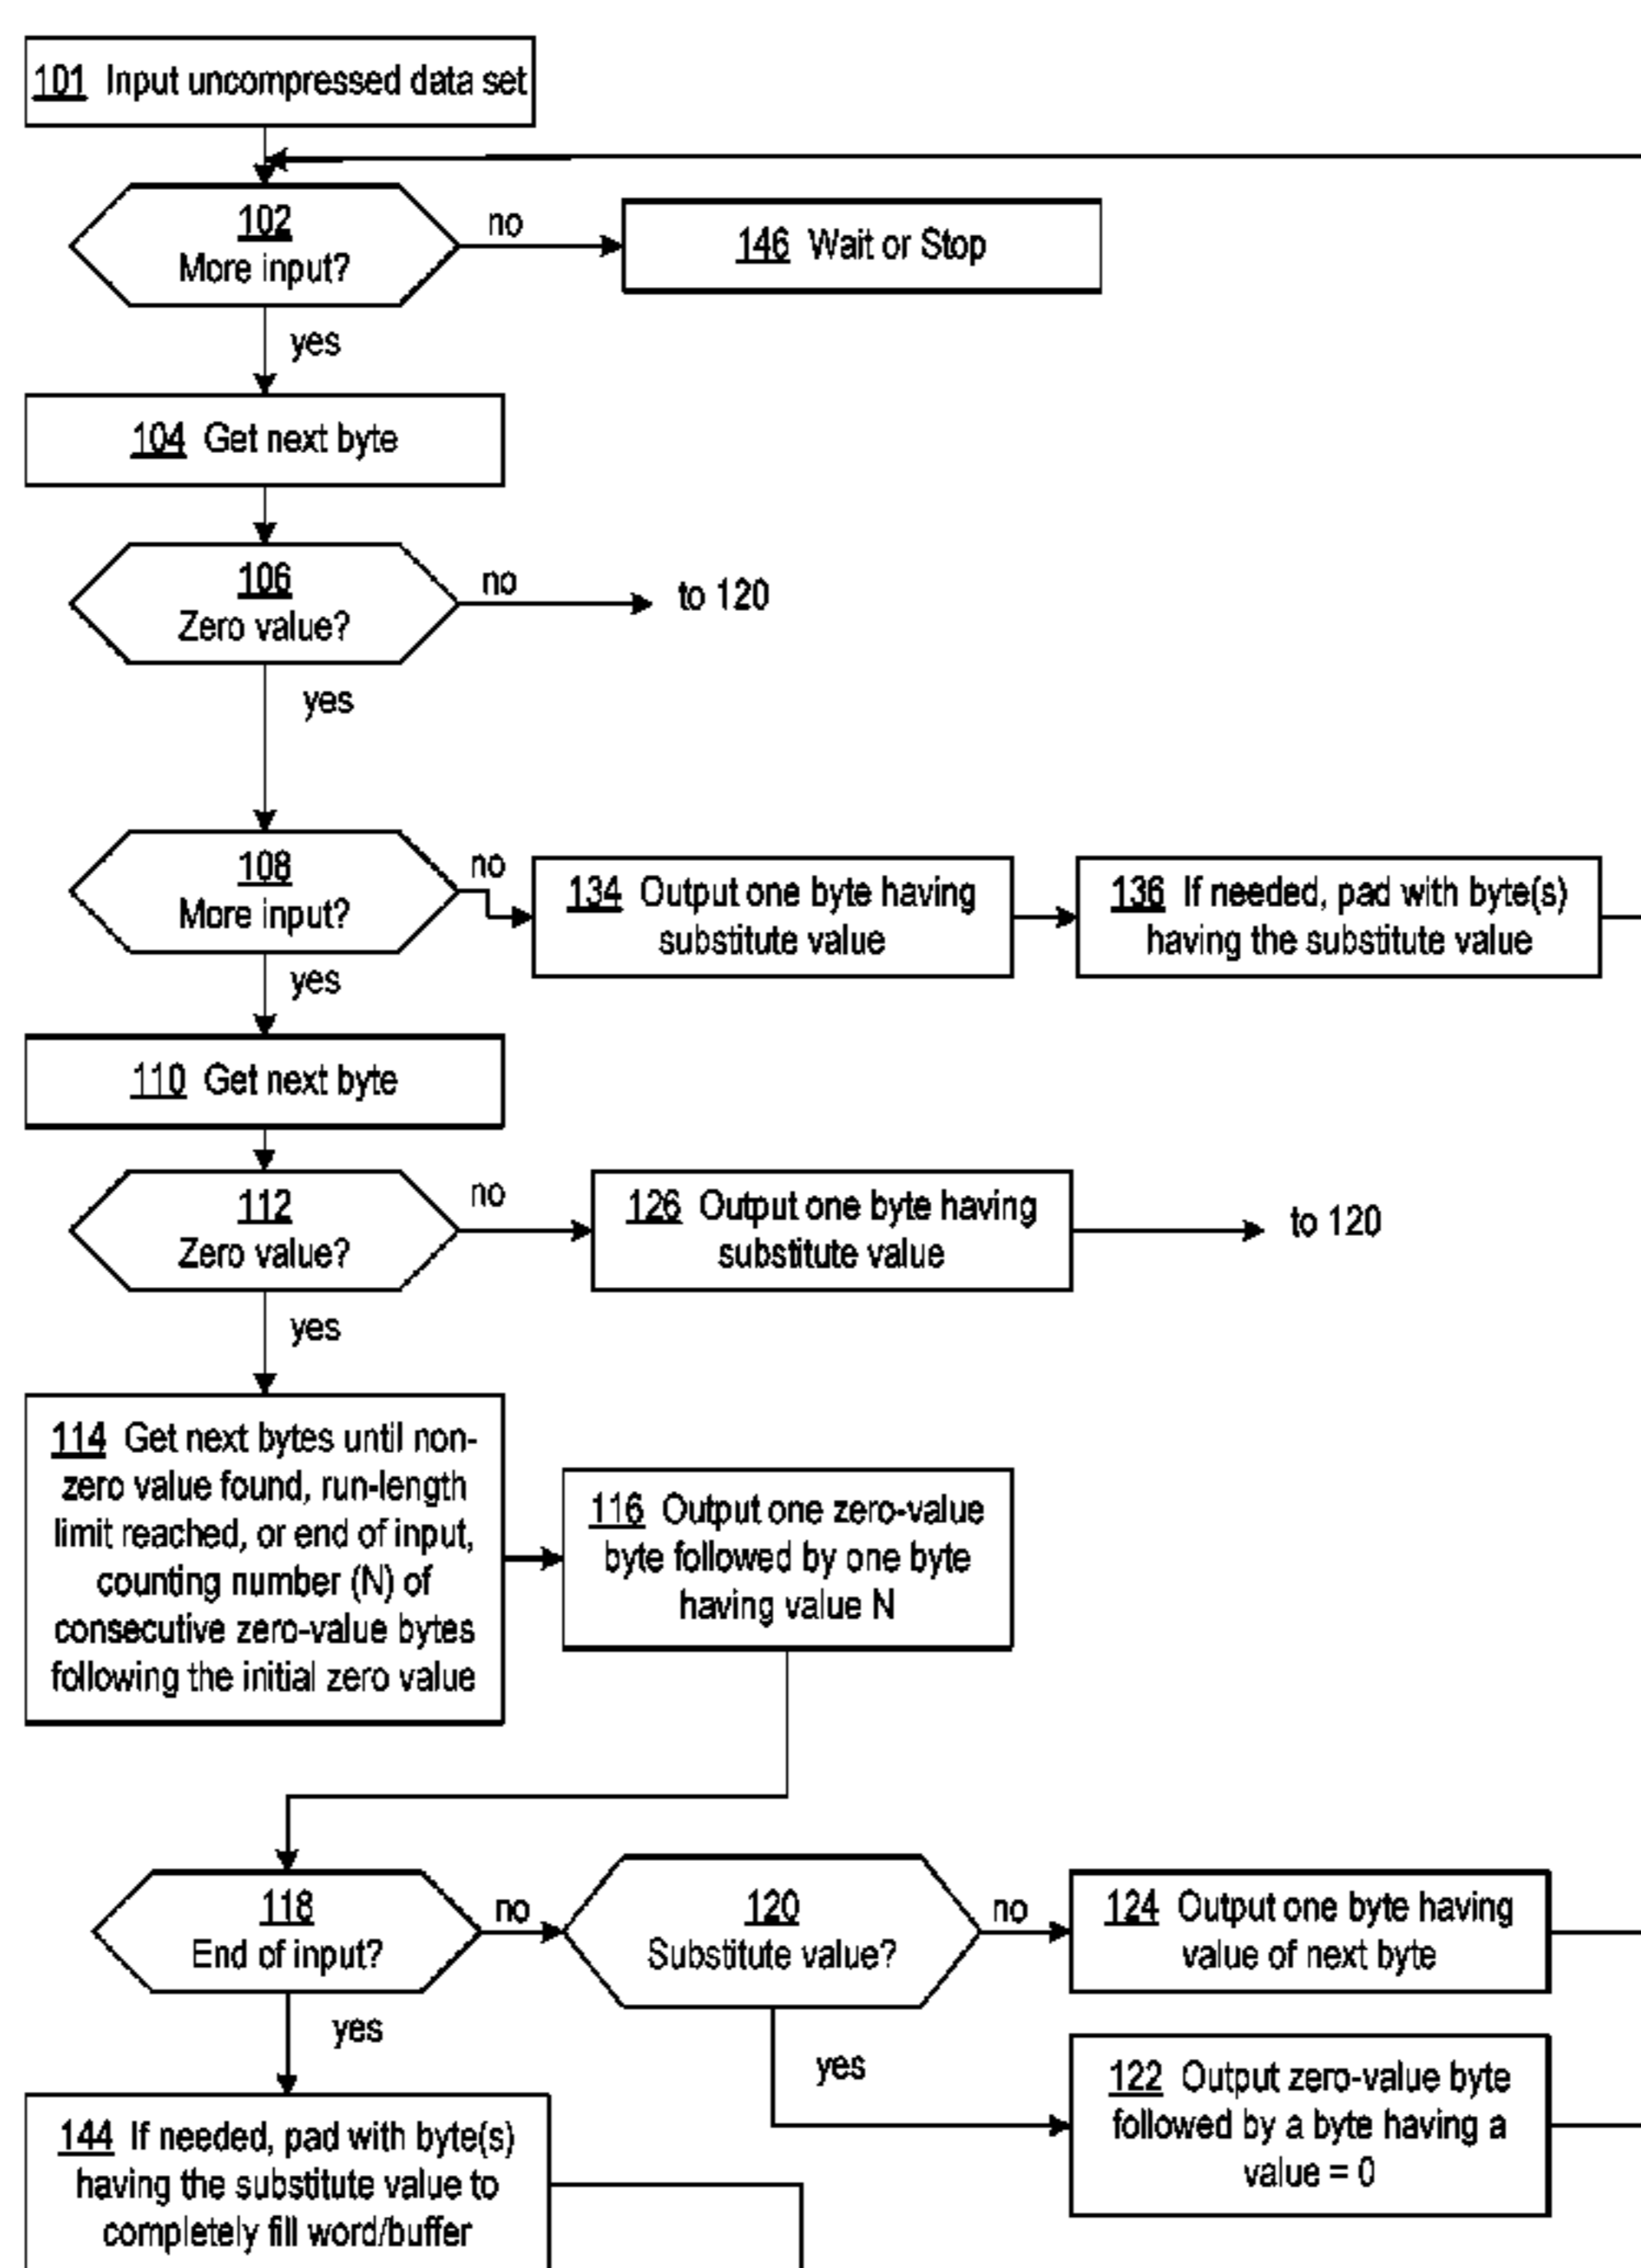 101 Input uncompressed data set
102
More input?
no
146 Wait or Stop
yes
104 Get next byte
106
Zero value?
no
to 120
yes
108
More input?
no
134 Output one byte having
substitute value
136 If needed, pad with byte(s)
having the substitute value
yes
110 Get next byte
112
Zero value?
no
126 Output one byte having
substitute value
to 120
yes
114 Get next bytes until non-
zero value found, run-length
limit reached, or end of input,
counting number (N) of
consecutive zero-value bytes
following the initial zero value
116 Output one zero-value
byte followed by one byte
having value N
118
End of input?
no
120
Substitute value?
no
124 Output one byte having
value of next byte
yes
yes
122 Output zero-value byte
followed by a byte having a
value = 0
144 If needed, pad with byte(s)
having the substitute value to
completely fill word/buffer